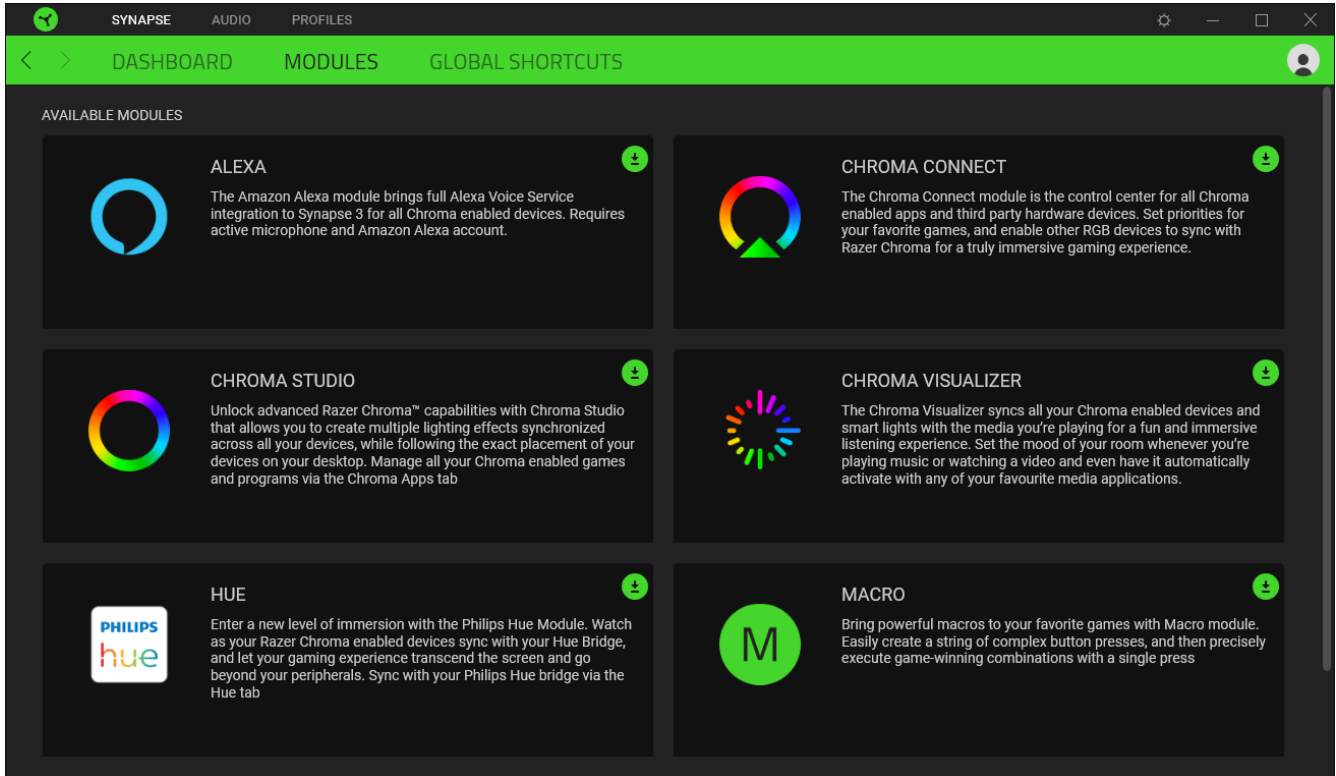 SYNAPSE AUDIO PROFILES
DASHBOARD MODULES GLOBAL SHORTCUTS
AVAILABLE MODULES
ALEXA
The Amazon Alexa module brings full Alexa Voice Service
integration to Synapse 3 for all Chroma enabled devices. Requires
active microphone and Amazon Alexa account.
CHROMA CONNECT
The Chroma Connect module is the control center for all Chroma
enabled apps and third party hardware devices. Set priorities for
your favorite games, and enable other RGB devices to sync with
Razer Chroma for a truly immersive gaming experience.
CHROMA STUDIO
Unlock advanced Razer Chroma™ capabilities with Chroma Studio
that allows you to create multiple lighting effects synchronized
across all your devices, while following the exact placement of your
devices on your desktop. Manage all your Chroma enabled games
and programs via the Chroma Apps tab
CHROMA VISUALIZER
The Chroma Visualizer syncs all your Chroma enabled devices and
smart lights with the media you're playing for a fun and immersive
listening experience. Set the mood of your room whenever you're
playing music or watching a video and even have it automatically
activate with any of your favourite media applications.
PHILIPS
hue
HUE
Enter a new level of immersion with the Philips Hue Module. Watch
as your Razer Chroma enabled devices sync with your Hue Bridge,
and let your gaming experience transcend the screen and go
beyond your peripherals. Sync with your Philips Hue bridge via the
Hue tab
M
MACRO
Bring powerful macros to your favorite games with Macro module.
Easily create a string of complex button presses, and then precisely
execute game-winning combinations with a single press